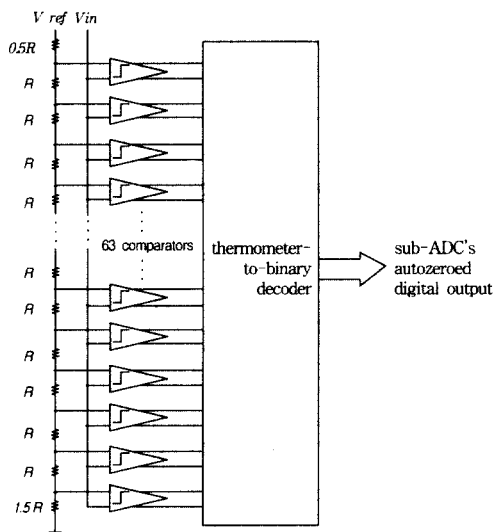 V ref Vin
0.5R
R
R
R
R
63 comparators
R
R
R
R
R
R
1.5R
thermometer-
to-binary
decoder
sub-ADC's
autozeroed
digital output